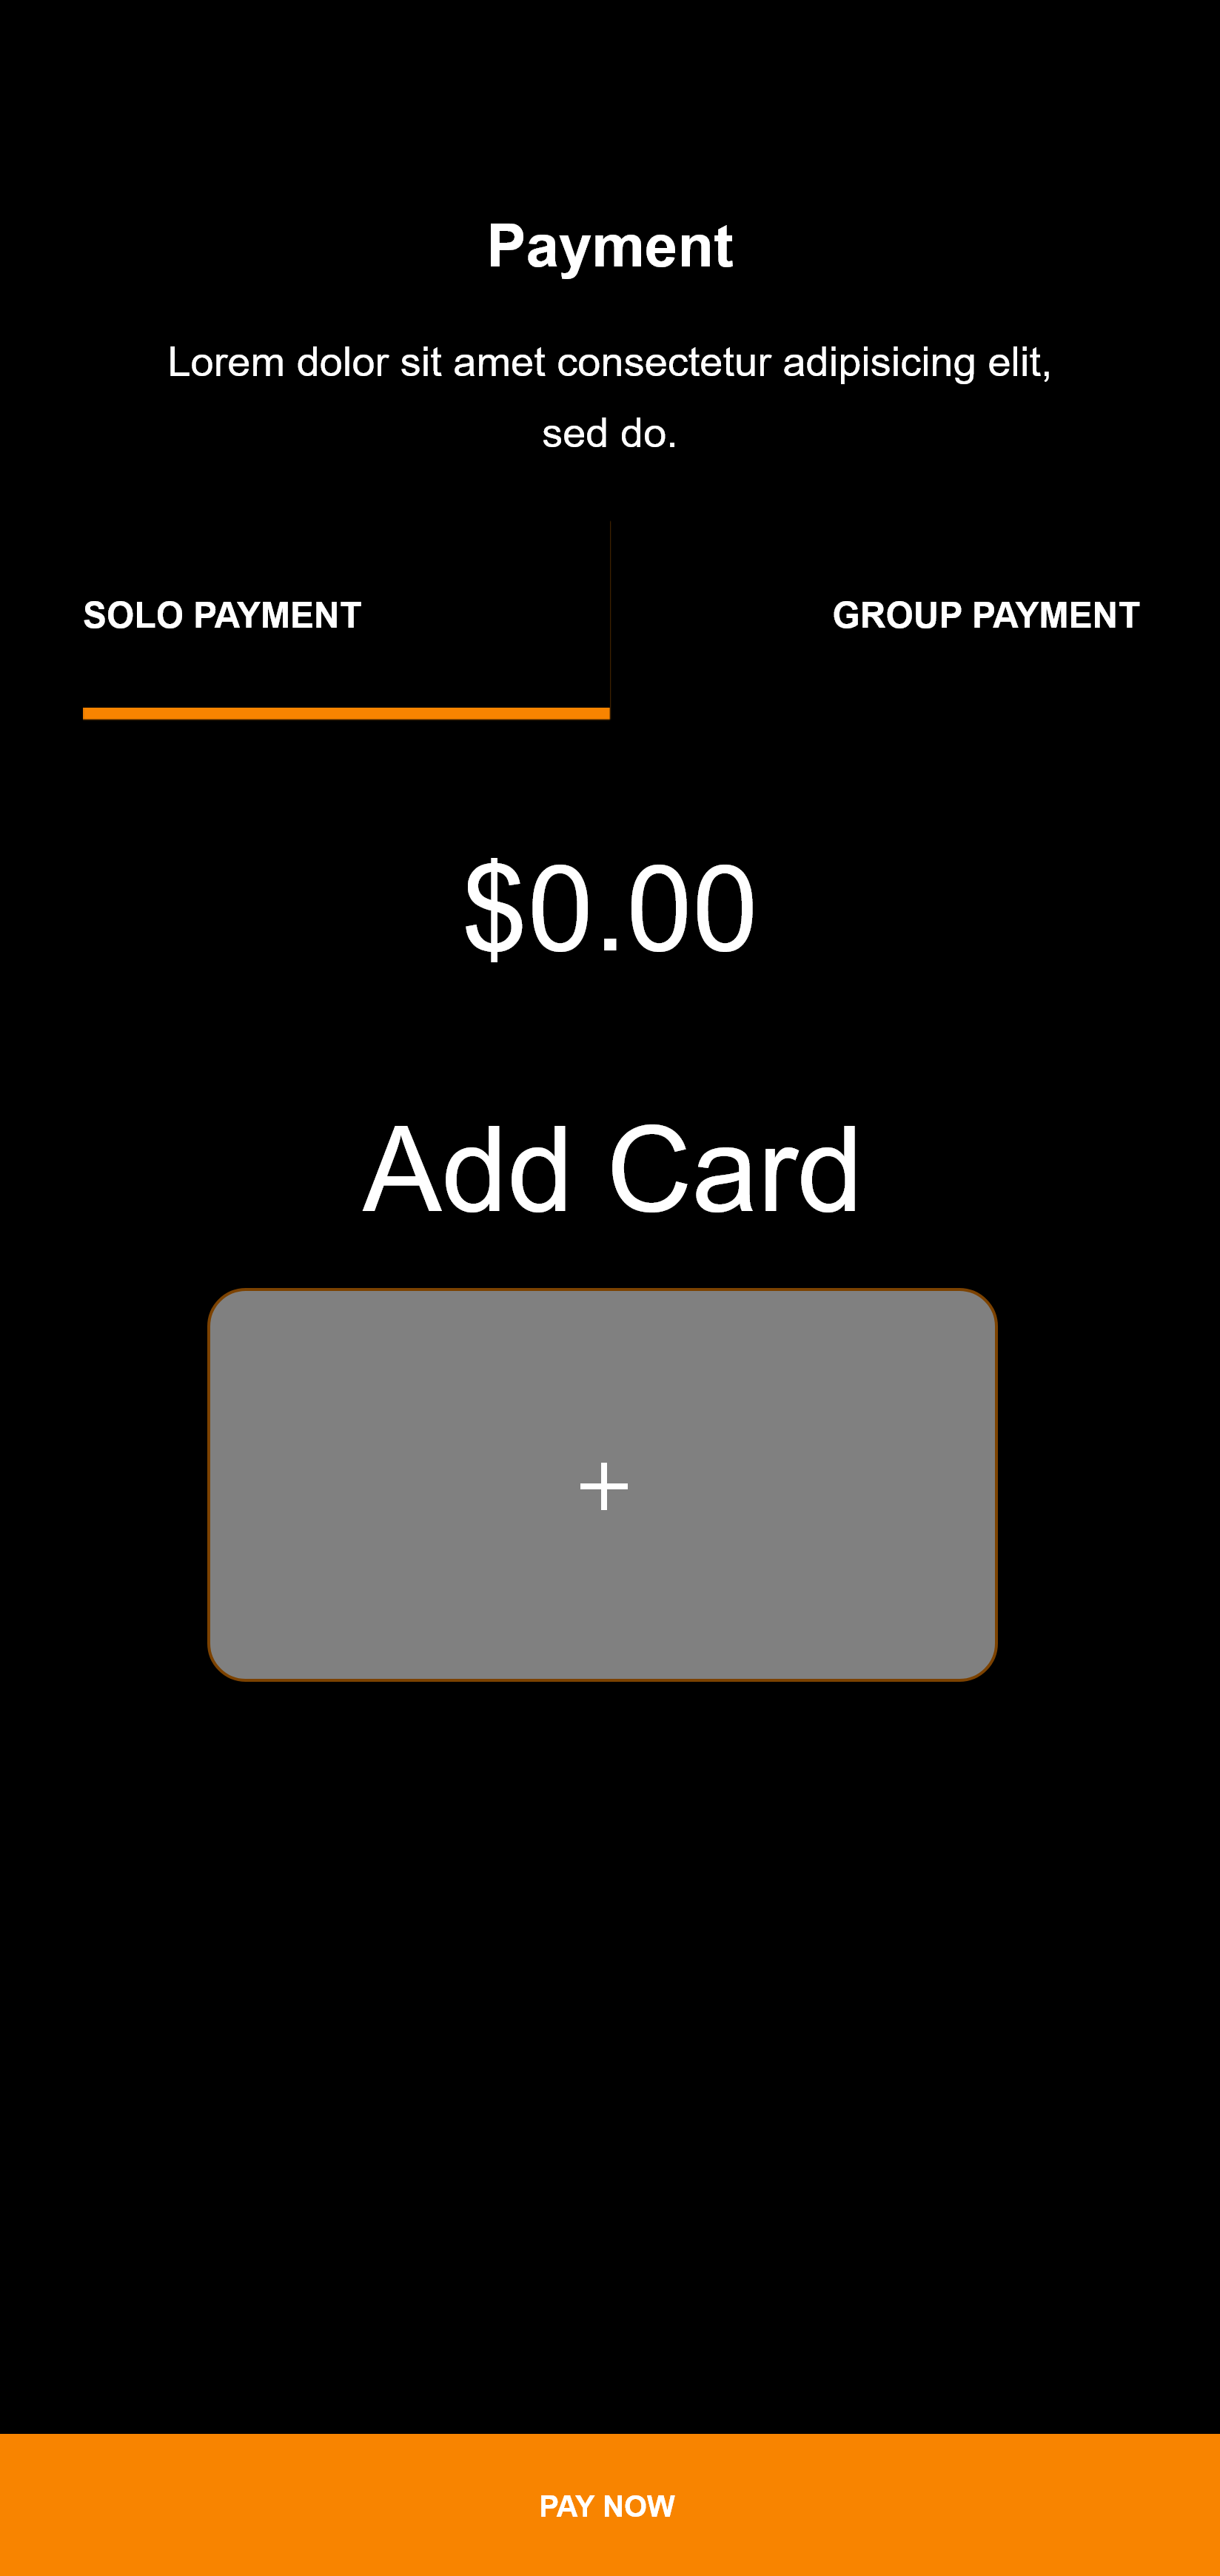 Payment
Lorem dolor sit amet consectetur adipisicing elit,
sed do.
SOLO PAYMENT
GROUP PAYMENT
$0.00
Add Card
+
PAY NOW